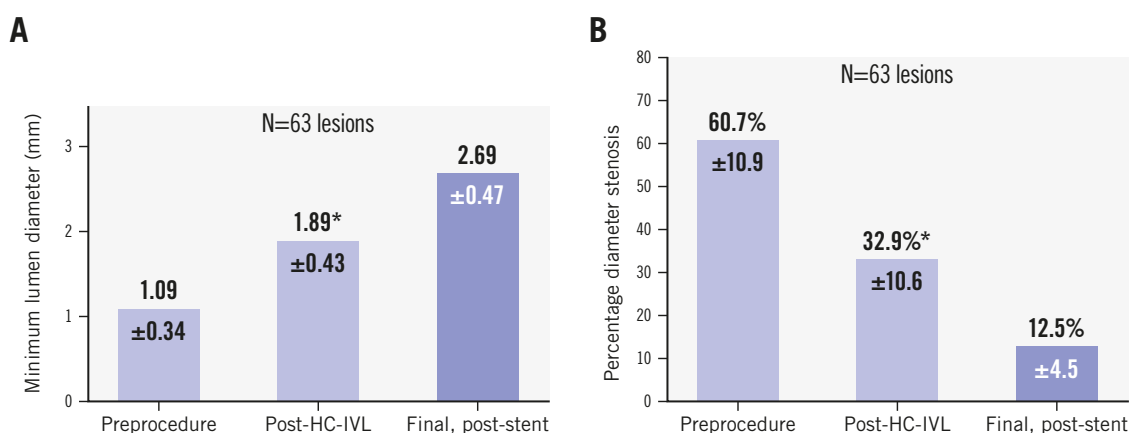 A
N=63 lesions
Minimum lumen diameter (mm)
3
2
1
0
1.09
±0.34
1.89*
±0.43
2.69
±0.47
Preprocedure
Post-HC-IVL
Final, post-stent
B
N=63 lesions
Percentage diameter stenosis
80
70
60
50
40
30
20
10
0
60.7%
±10.9
32.9%*
±10.6
12.5%
±4.5
Preprocedure
Post-HC-IVL
Final, post-stent